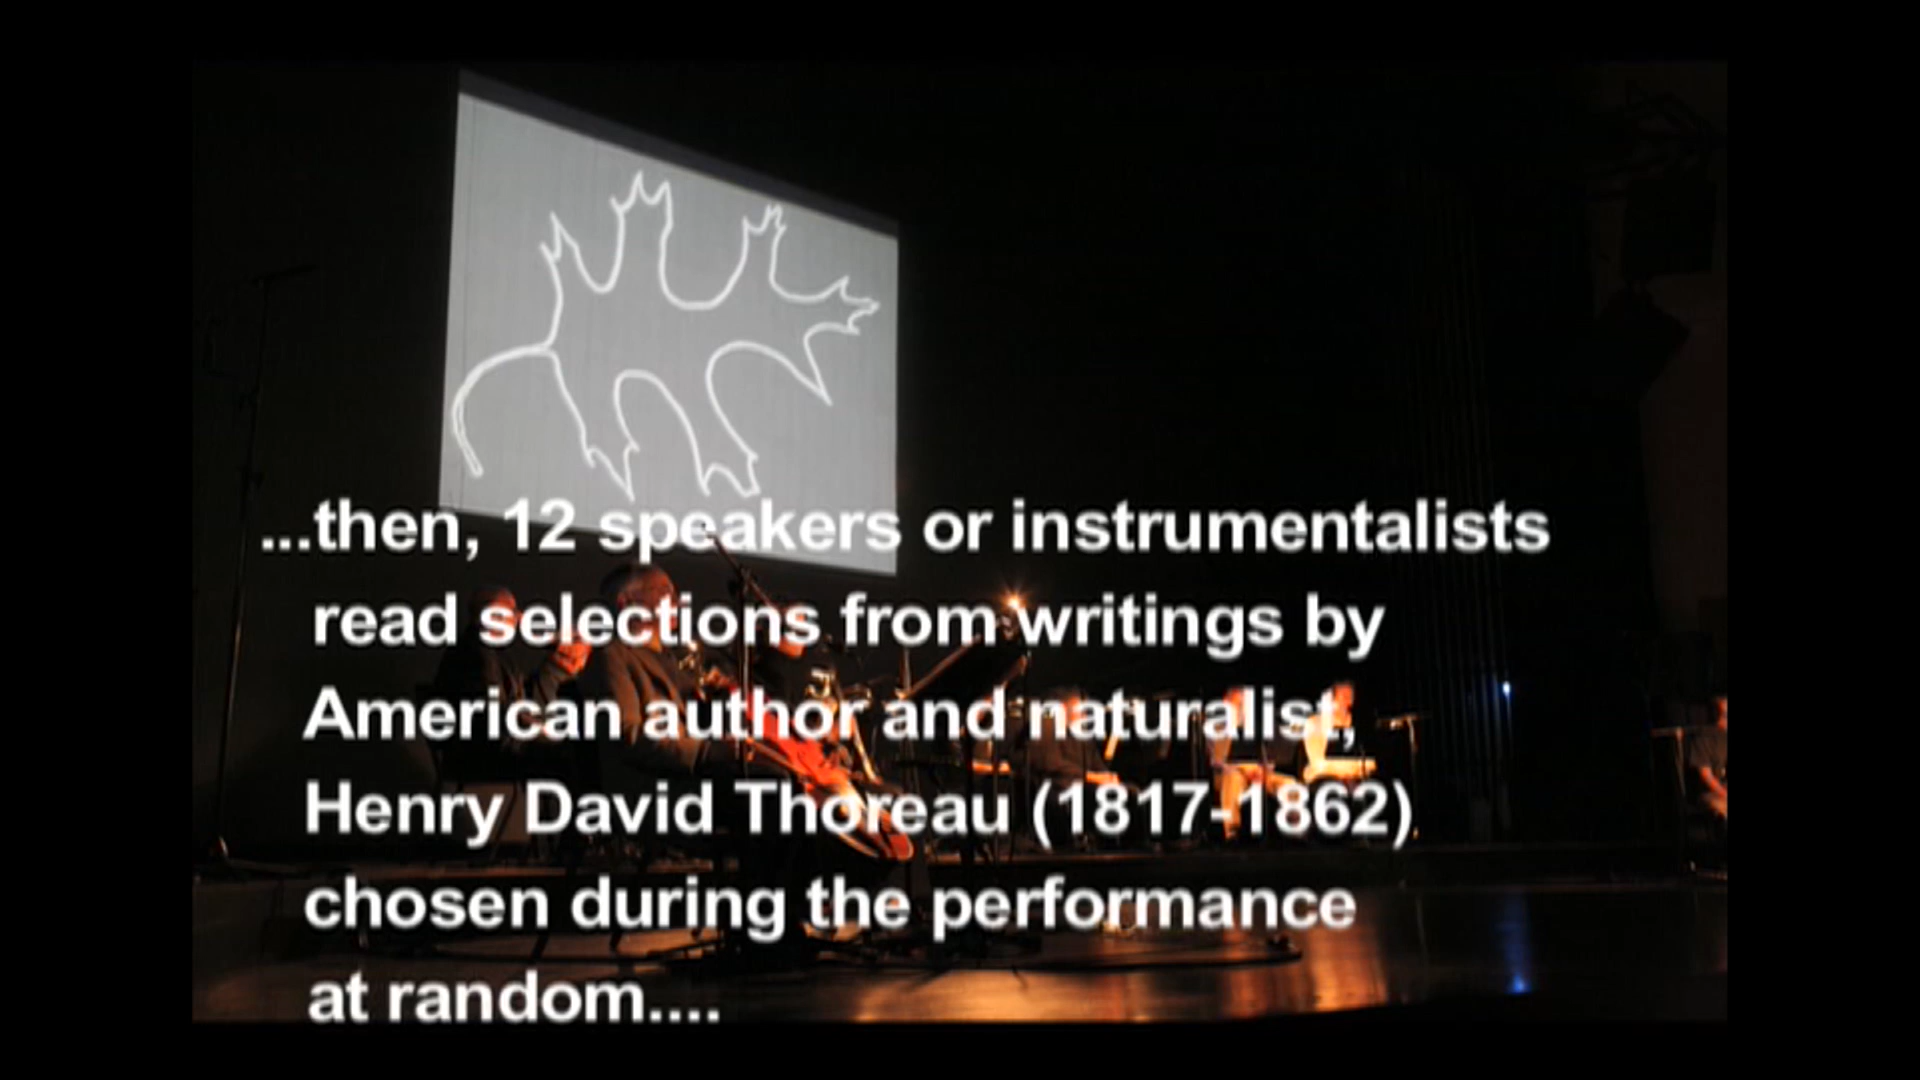 ...then, 12 speakers or instrumentalists
read selections from writings by
American author and naturalist,
Henry David Thoreau (1817-1862)
chosen during the performance
at random....